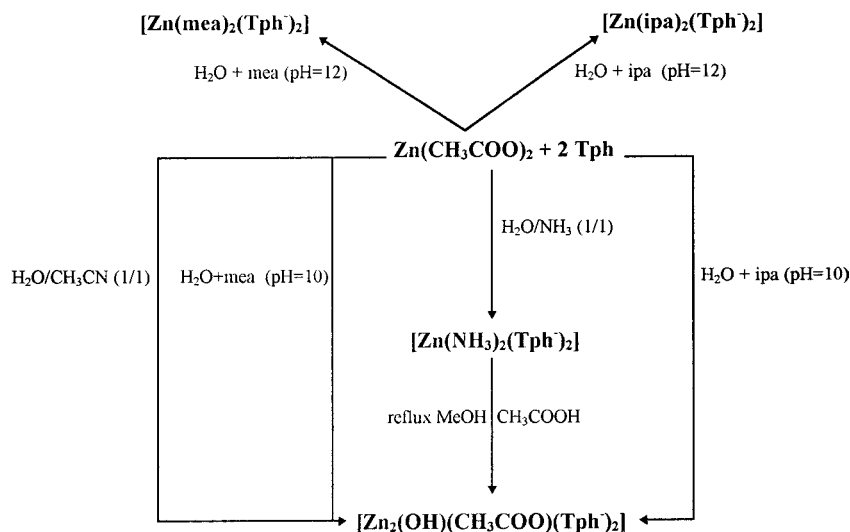 [Zn(mea)₂(Tph⁻)₂]
[Zn(ipa)₂(Tph⁻)₂]
H₂O + mea (pH=12)
H₂O + ipa (pH=12)
Zn(CH₃COO)₂ + 2 Tph
H₂O/NH₃ (1/1)
H₂O/CH₃CN (1/1)
H₂O+mea (pH=10)
H₂O + ipa (pH=10)
[Zn(NH₃)₂(Tph⁻)₂]
reflux MeOH CH₃COOH
[Zn₂(OH)(CH₃COO)(Tph⁻)₂]